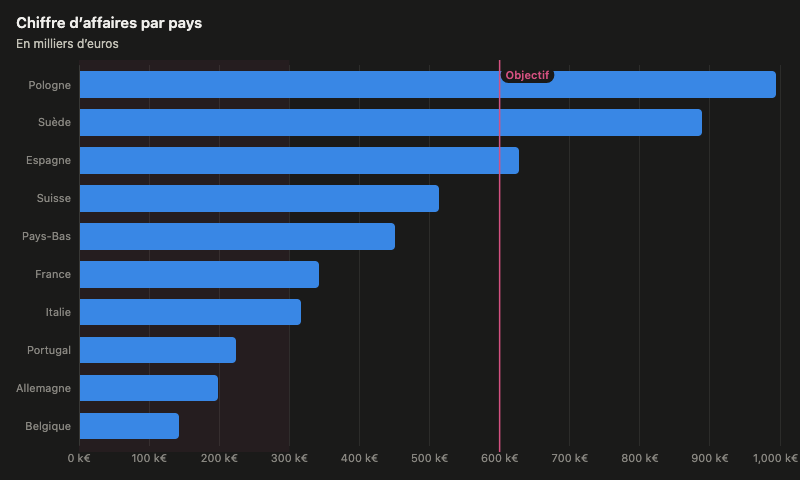 Chiffre d’affaires par pays
En milliers d’euros
Objectif
Pologne
Suède
Espagne
Suisse
Pays-Bas
France
Italie
Portugal
Allemagne
Belgique
0 k€ 100 k€ 200 k€ 300 k€ 400 k€ 500 k€ 600 k€ 700 k€ 800 k€ 900 k€ 1,000 k€